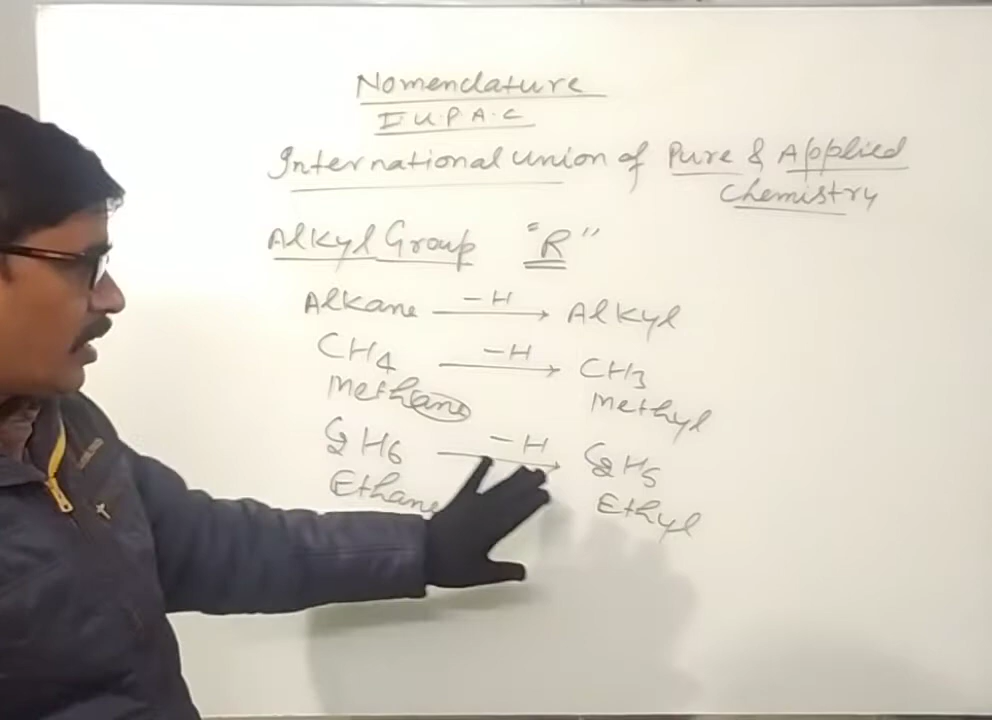 Nomenclature
I U.P.A.C
International union of Pure & Applied
Chemistry
Alkyl Group "R"
Alkane -H → Alkyl
CH4 -H → CH3
Methane Methyl
C2H6 -H → C2H5
Ethane Ethyl